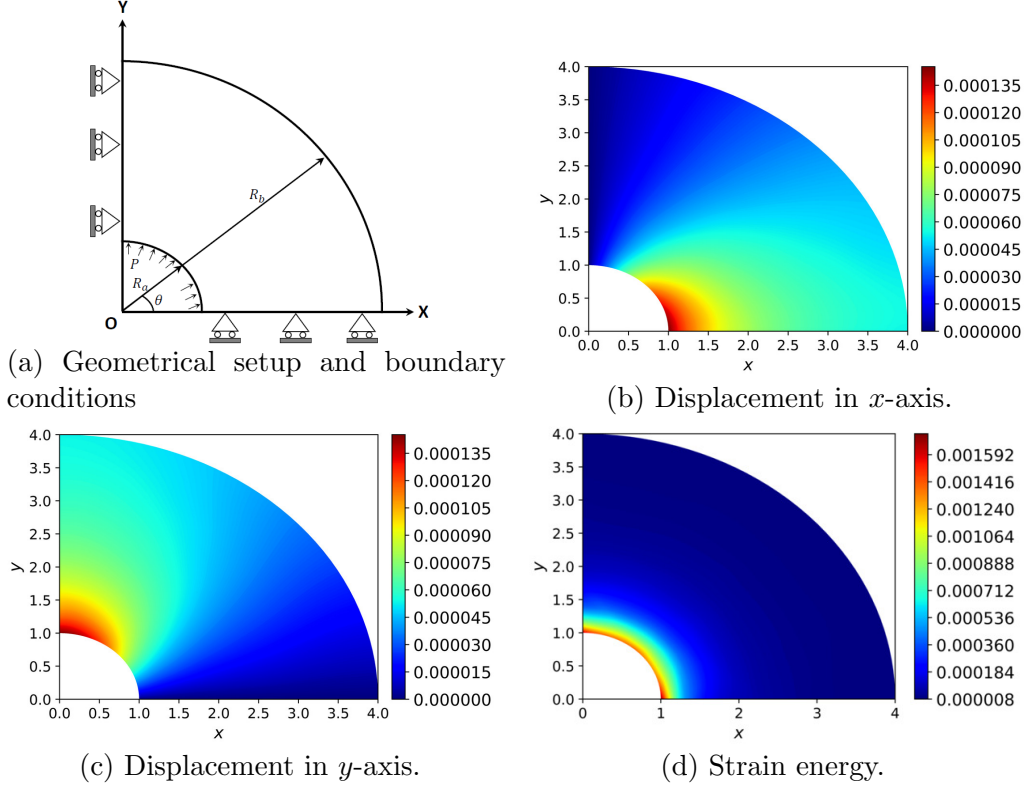 Y
R_b
P
R_a
θ
O
X
(a) Geometrical setup and boundary
conditions
4.0
3.5
3.0
2.5
2.0
1.5
1.0
0.5
0.0
y
0.0 0.5 1.0 1.5 2.0 2.5 3.0 3.5 4.0
x
0.000135
0.000120
0.000105
0.000090
0.000075
0.000060
0.000045
0.000030
0.000015
0.000000
(b) Displacement in x-axis.
4.0
3.5
3.0
2.5
2.0
1.5
1.0
0.5
0.0
y
0.0 0.5 1.0 1.5 2.0 2.5 3.0 3.5 4.0
x
0.000135
0.000120
0.000105
0.000090
0.000075
0.000060
0.000045
0.000030
0.000015
0.000000
(c) Displacement in y-axis.
4.0
3.5
3.0
2.5
2.0
1.5
1.0
0.5
0.0
y
0 1 2 3 4
x
0.001592
0.001416
0.001240
0.001064
0.000888
0.000712
0.000536
0.000360
0.000184
0.000008
(d) Strain energy.